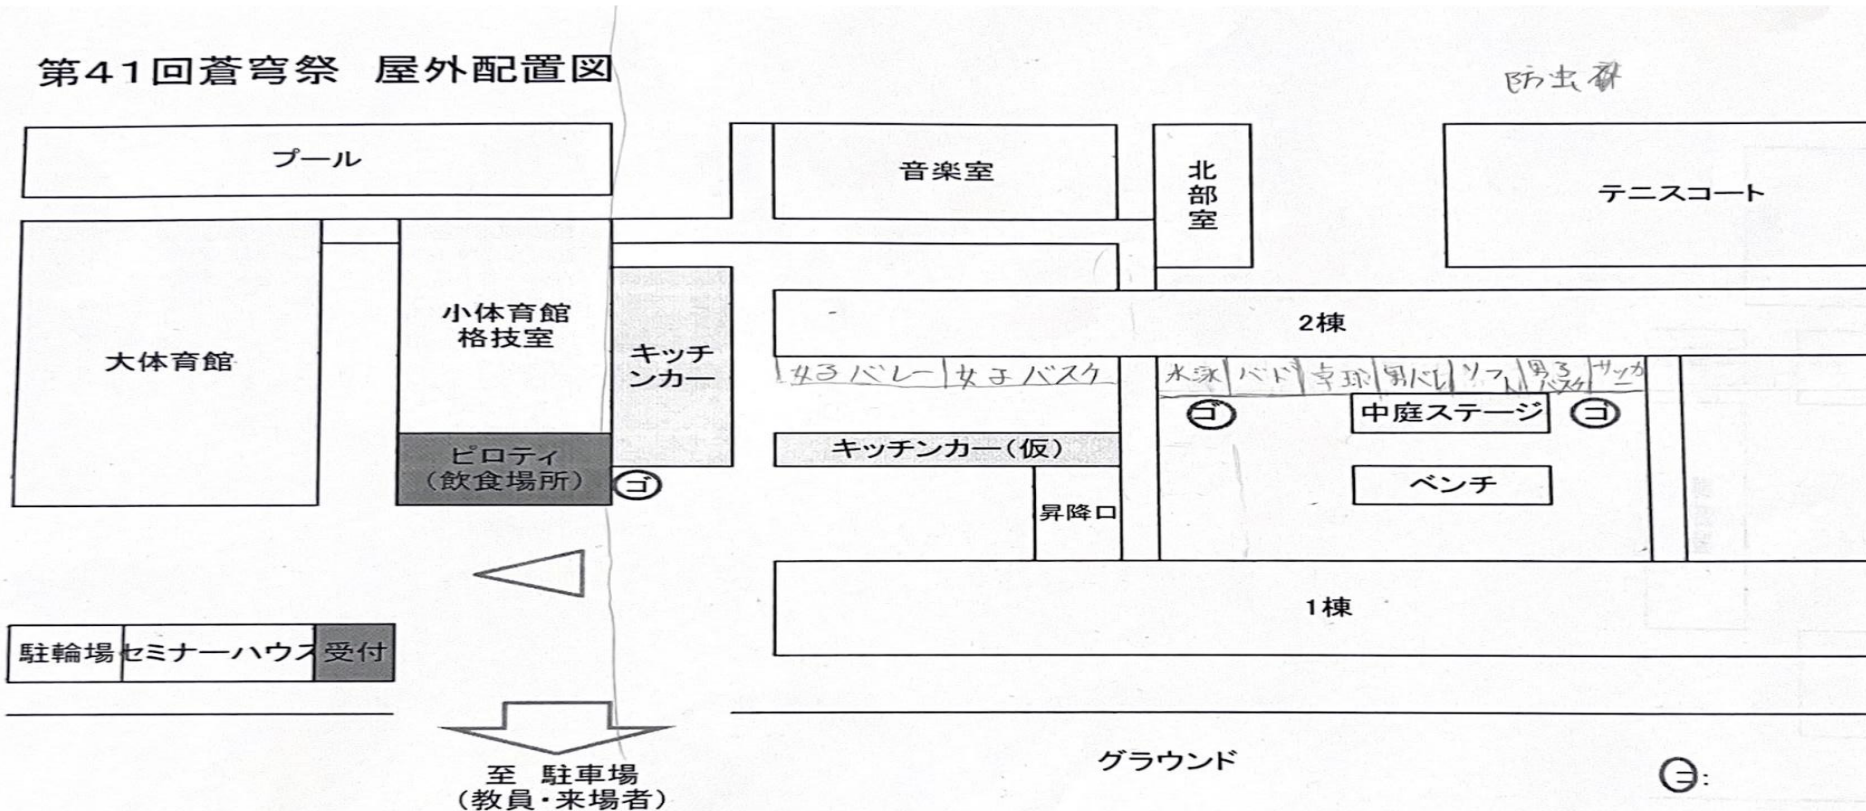 第41回蒼穹祭 屋外配置図
防虫
プール
音楽室
北部室
テニスコート
大体育館
小体育館
格技室
キッチ
ンカー
2棟
女子バレー
女子バスケ
水泳
バド
卓球
男バレ
ソフト
男子
バスケ
サッカー
ゴ
中庭ステージ
ゴ
キッチンカー(仮)
ピロティ
(飲食場所)
ゴ
ベンチ
昇降口
1棟
駐輪場
セミナーハウス
受付
グラウンド
至 駐車場
(教員・来場者)